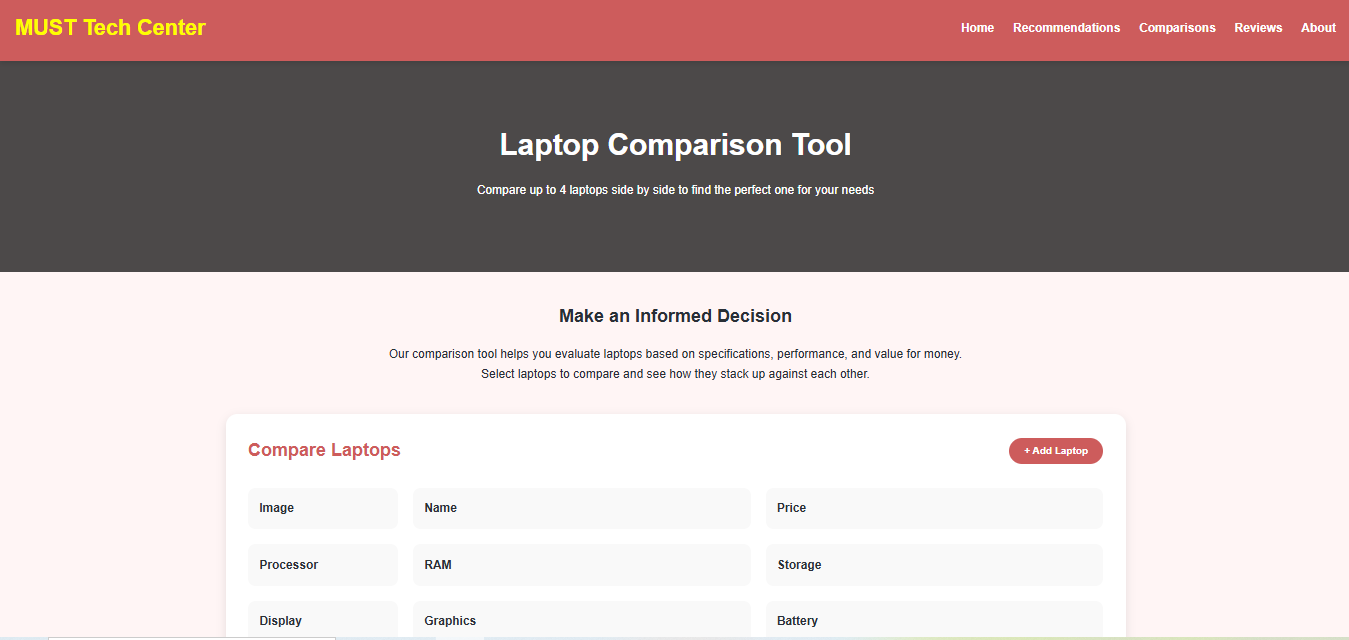 MUST Tech Center
Home Recommendations Comparisons Reviews About
Laptop Comparison Tool
Compare up to 4 laptops side by side to find the perfect one for your needs
Make an Informed Decision
Our comparison tool helps you evaluate laptops based on specifications, performance, and value for money.
Select laptops to compare and see how they stack up against each other.
Compare Laptops
+ Add Laptop
Image Name Price
Processor RAM Storage
Display Graphics Battery